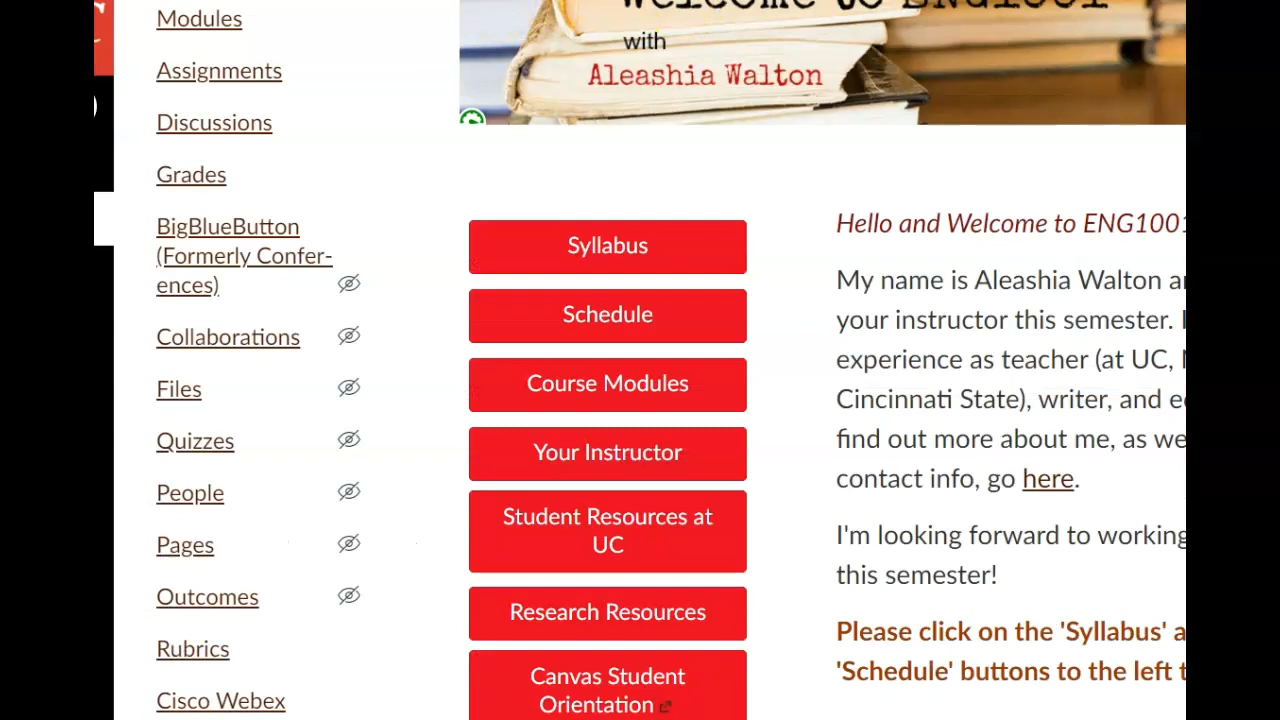 Modules
Assignments
Discussions
Grades
BigBlueButton
(Formerly Confer-
ences)
Collaborations
Files
Quizzes
People
Pages
Outcomes
Rubrics
Cisco Webex
Welcome to ENG1001
with
Aleashia Walton
Syllabus
Schedule
Course Modules
Your Instructor
Student Resources at
UC
Research Resources
Canvas Student
Orientation
Hello and Welcome to ENG1001
My name is Aleashia Walton
your instructor this semester.
experience as teacher (at UC,
Cincinnati State), writer, and
find out more about me, as
contact info, go here.
I'm looking forward to working
this semester!
Please click on the 'Syllabus'
'Schedule' buttons to the left